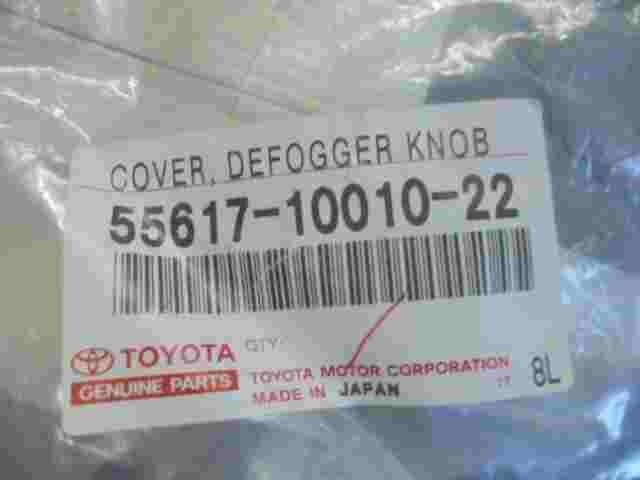 COVER, DEFOGGER KNOB
55617-10010-22
TOYOTA
GENUINE PARTS
QTY
TOYOTA MOTOR CORPORATION
MADE IN JAPAN
8L